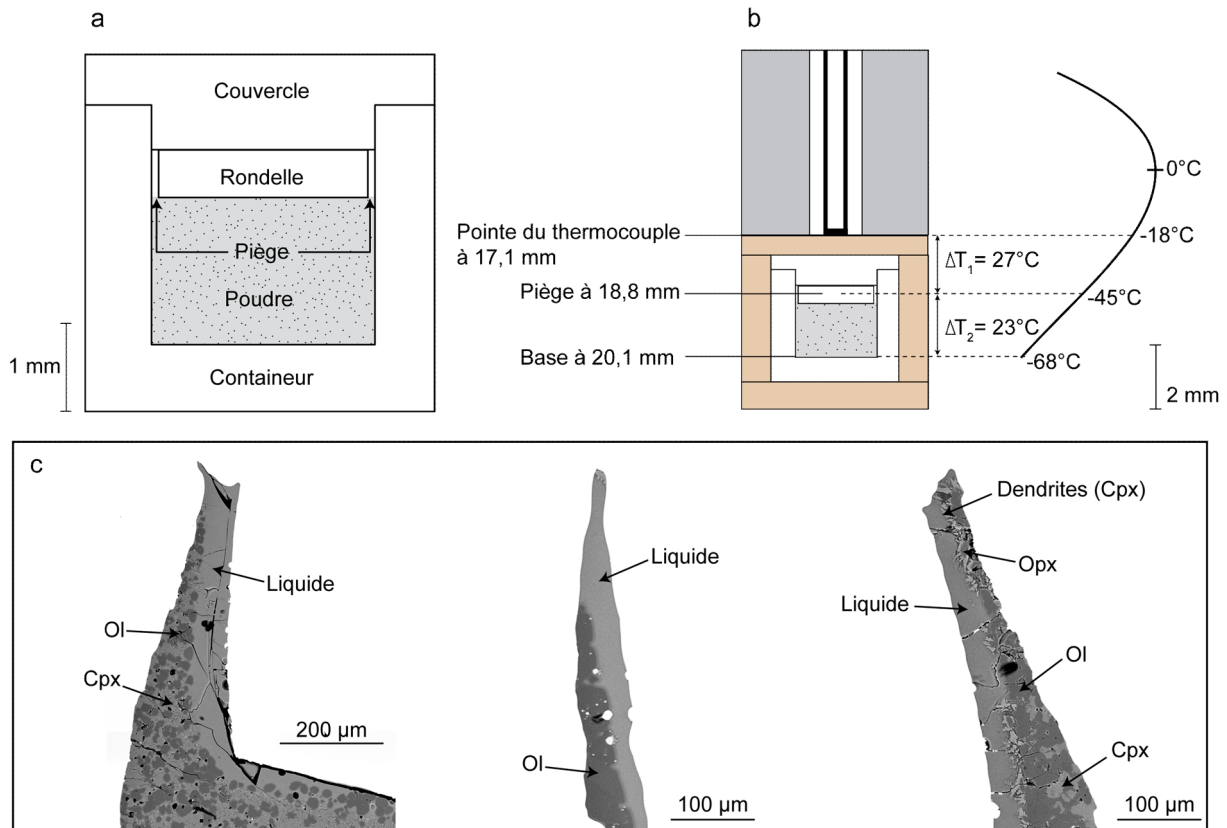 a
Couvercle
Rondelle
Piège
Poudre
1 mm
Containeur
b
0°C
Pointe du thermocouple
à 17,1 mm
-18°C
ΔT1= 27°C
Piège à 18,8 mm
-45°C
ΔT2= 23°C
Base à 20,1 mm
-68°C
2 mm
c
Liquide
Ol
Cpx
200 µm
Liquide
Ol
100 µm
Dendrites (Cpx)
Opx
Liquide
Ol
Cpx
100 µm